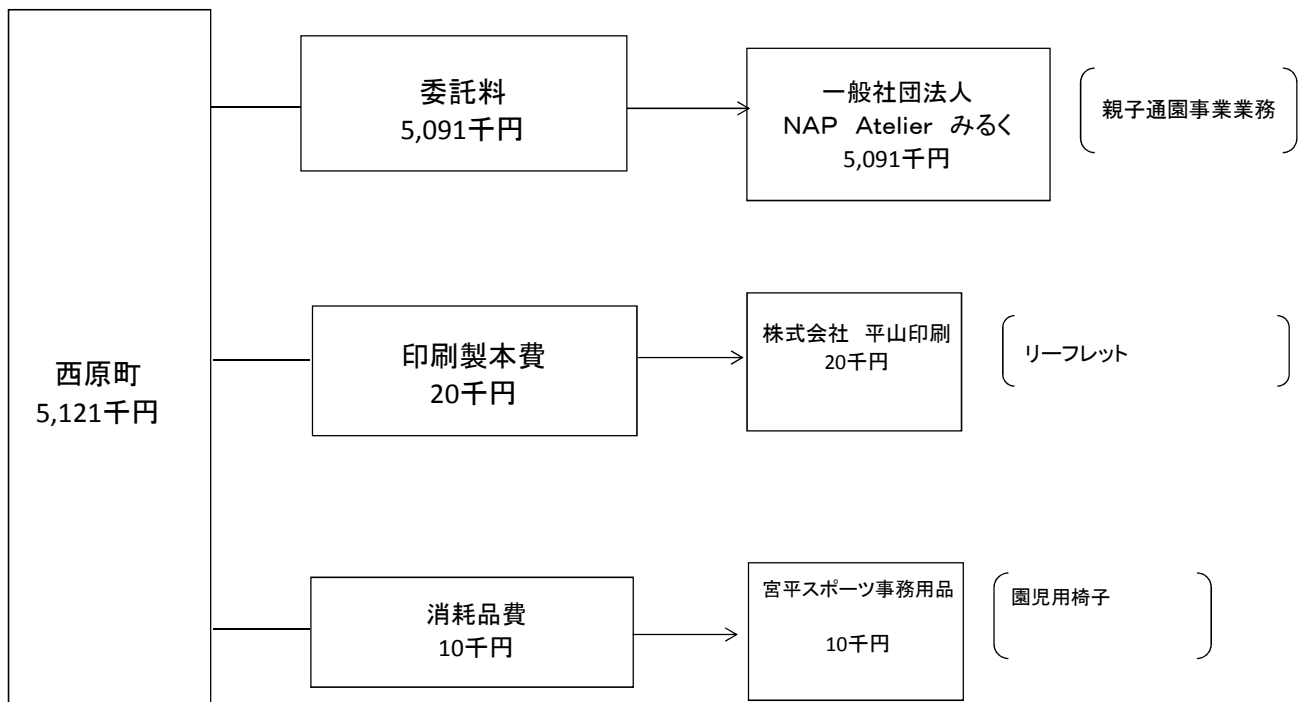 西原町
5,121千円
委託料
5,091千円
一般社団法人
NAP Atelier みるく
5,091千円
親子通園事業業務
印刷製本費
20千円
株式会社 平山印刷
20千円
リーフレット
消耗品費
10千円
宮平スポーツ事務用品
10千円
園児用椅子